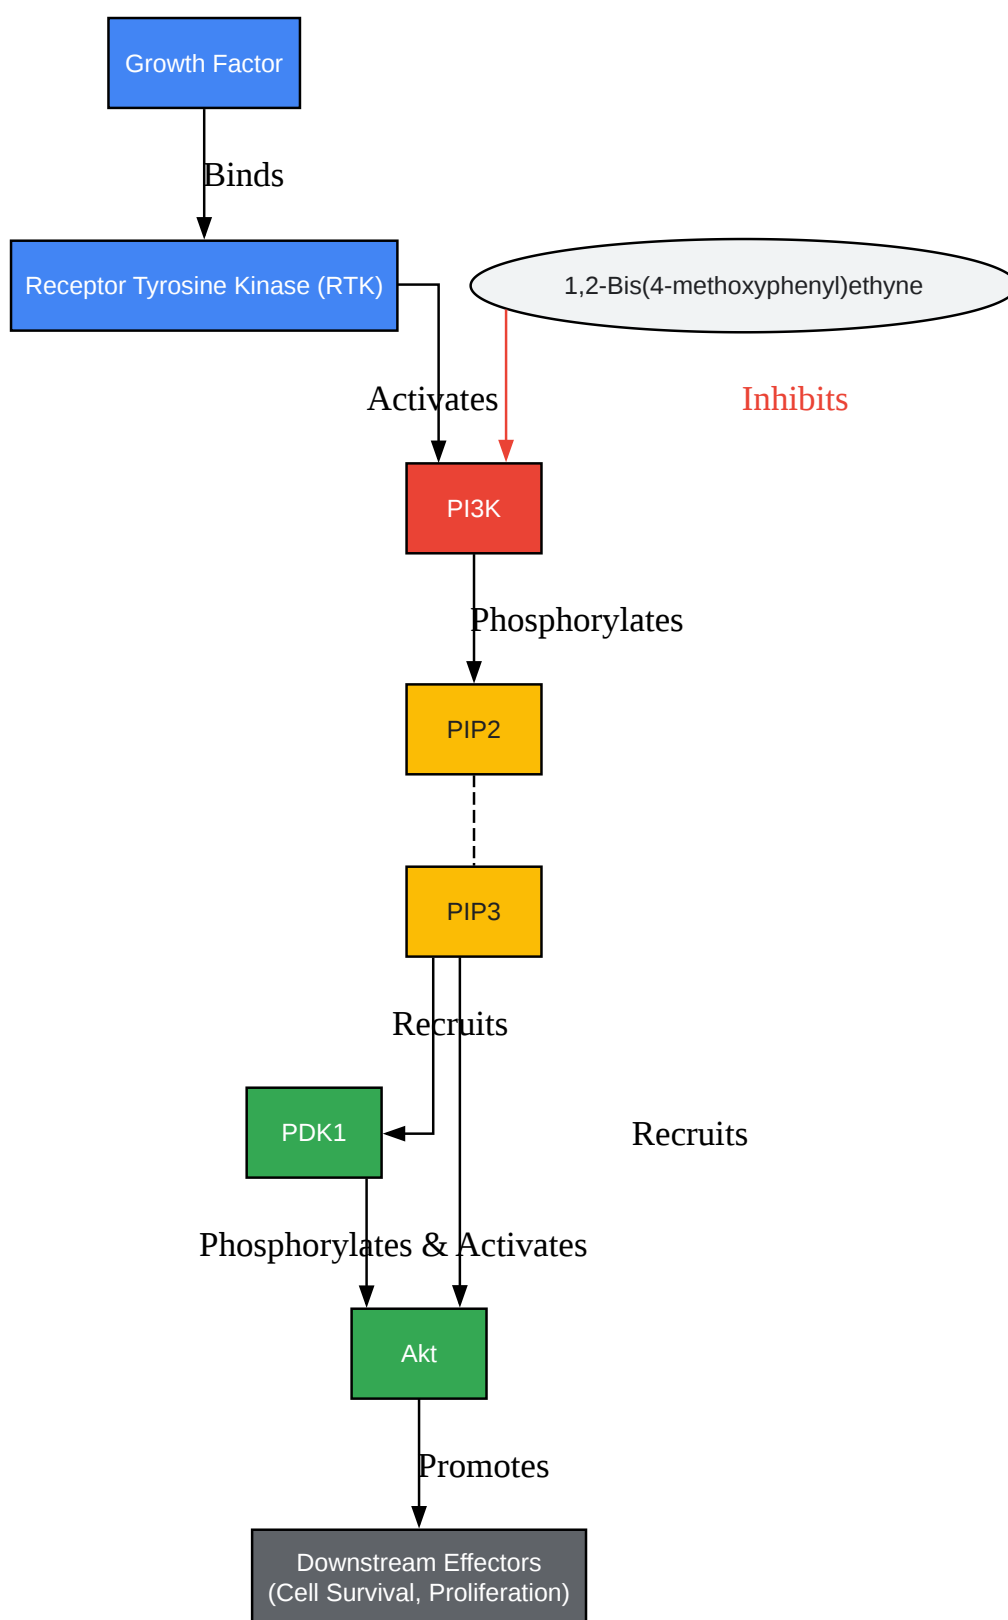 Growth Factor
Binds
Receptor Tyrosine Kinase (RTK)
1,2-Bis(4-methoxyphenyl)ethyne
Activates
Inhibits
PI3K
Phosphorylates
PIP2
PIP3
Recruits
PDK1
Recruits
Phosphorylates & Activates
Akt
Promotes
Downstream Effectors
(Cell Survival, Proliferation)